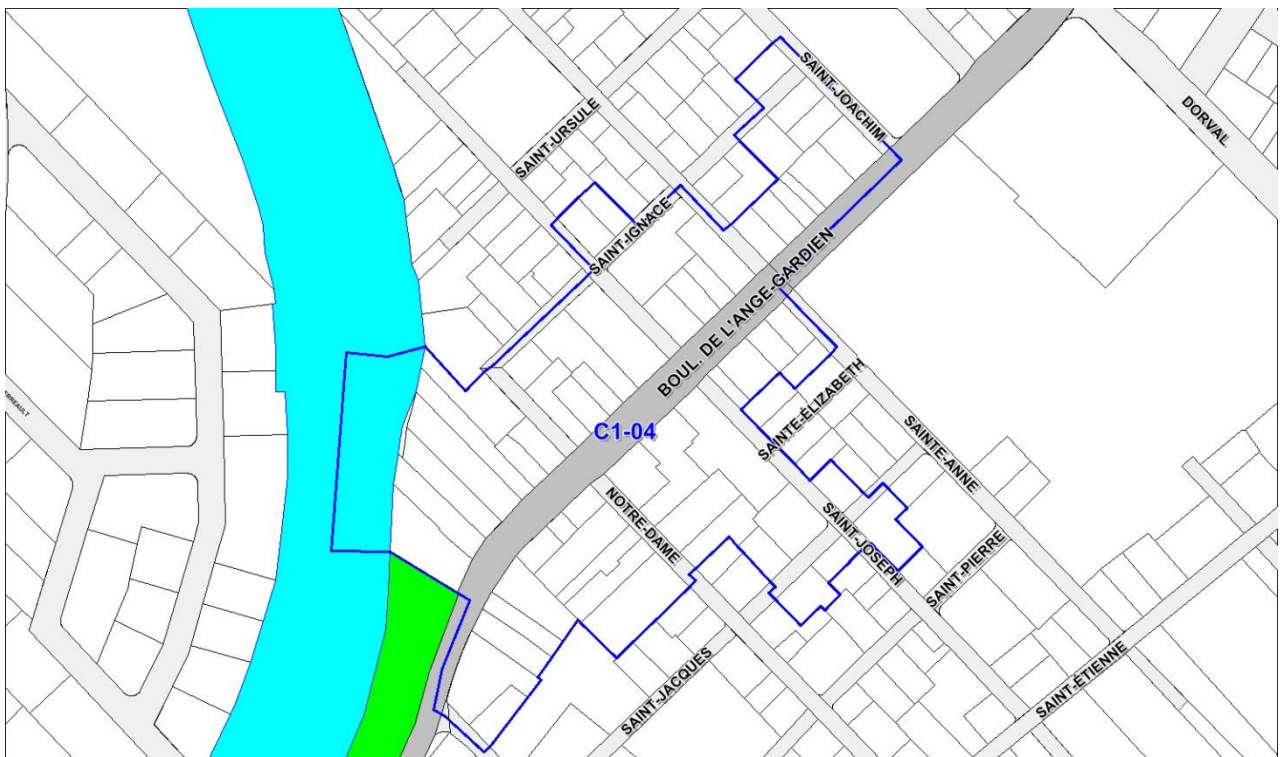 SAINT-JOACHIM
DORVAL
SAINT-URSULE
SAINT-IGNACE
BOUL. DE L'ANGE-GARDIEN
C1-04
SAINTE-ÉLIZABETH
SAINTE-ANNE
NOTRE-DAME
SAINT-JOSEPH
SAINT-PIERRE
SAINT-JACQUES
SAINT-ÉTIENNE